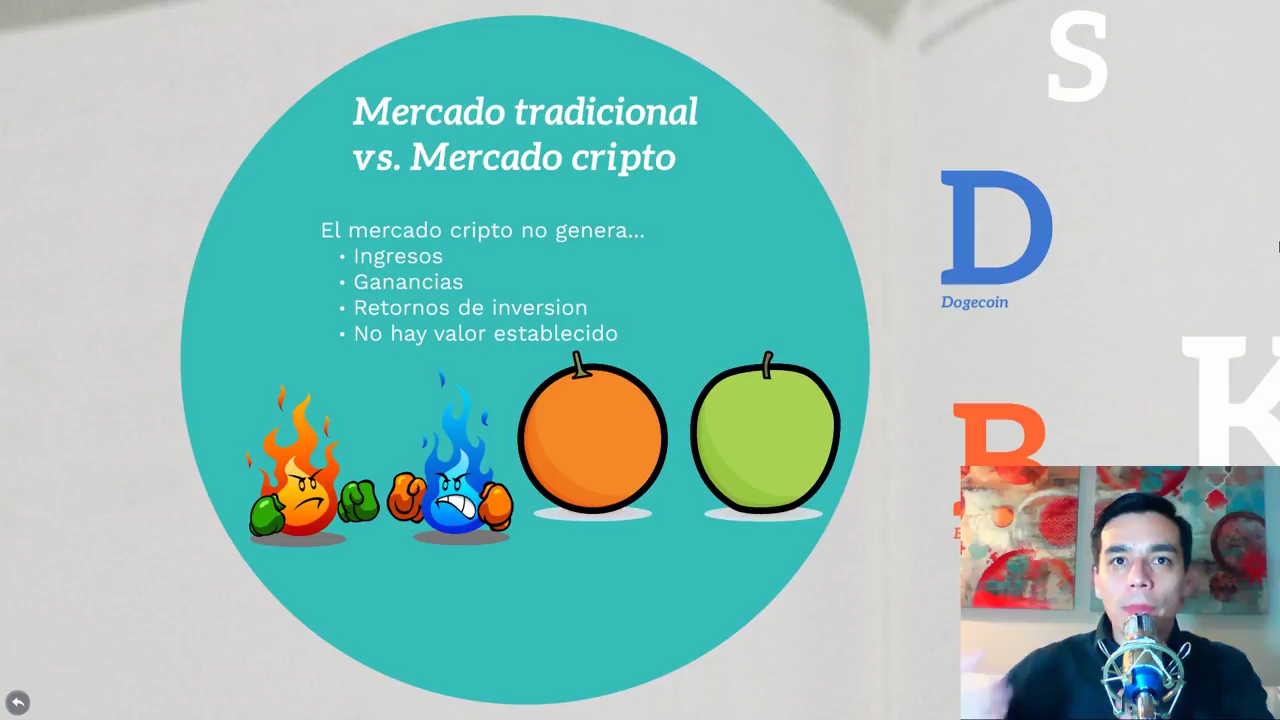 Mercado tradicional
vs. Mercado cripto
El mercado cripto no genera...
• Ingresos
• Ganancias
• Retornos de inversion
• No hay valor establecido
S
D
Dogecoin
K
B